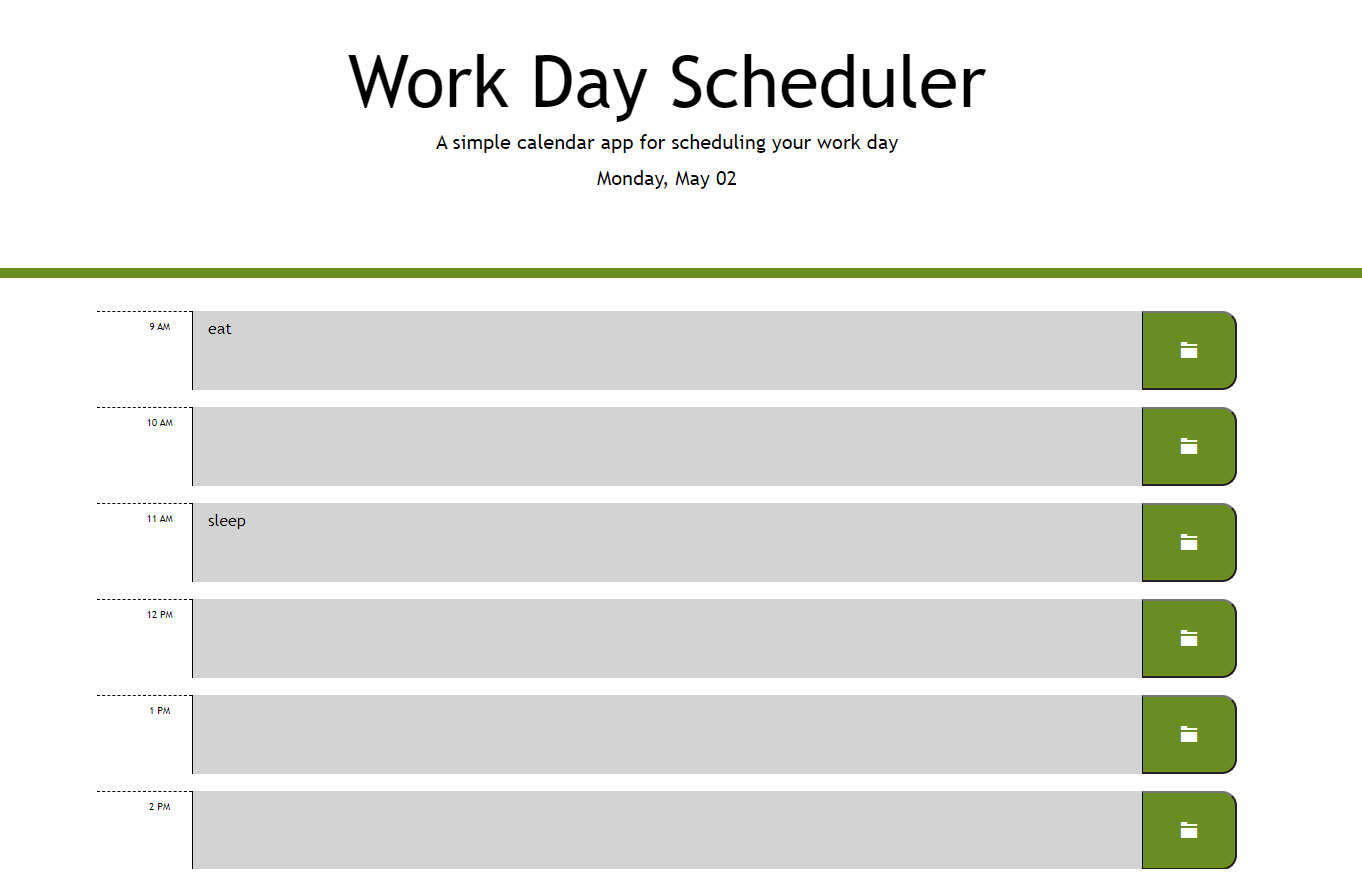 Work Day Scheduler
A simple calendar app for scheduling your work day
Monday, May 02
9 AM
eat
10 AM
11 AM
sleep
12 PM
1 PM
2 PM